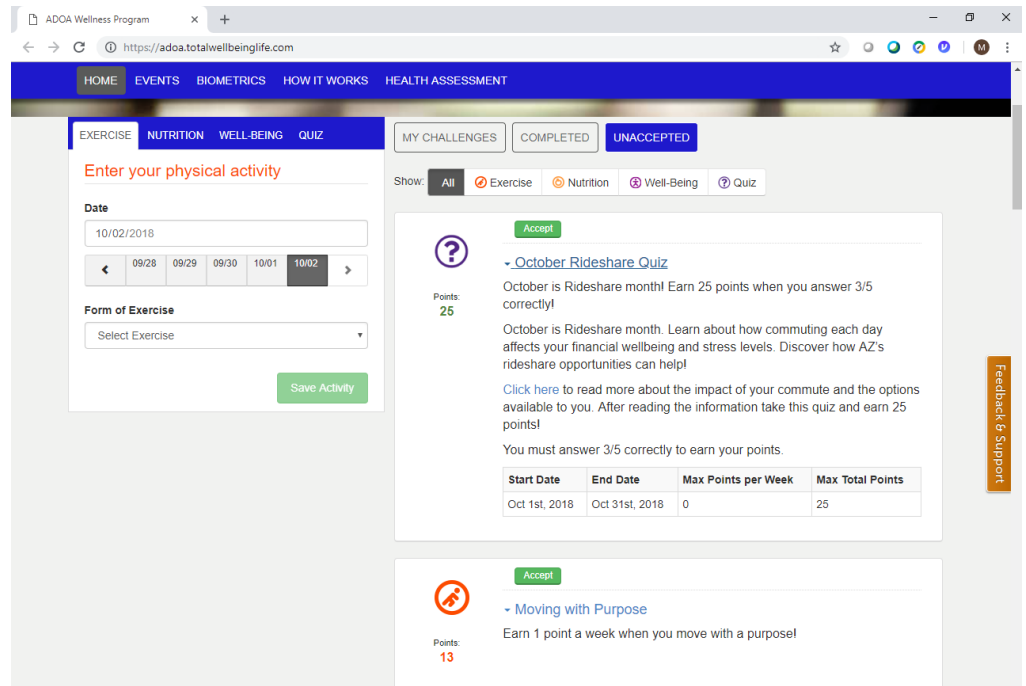 ADOA Wellness Program
https://adoa.totalwellbeinglife.com
M
HOME EVENTS BIOMETRICS HOW IT WORKS HEALTH ASSESSMENT
EXERCISE NUTRITION WELL-BEING QUIZ
Enter your physical activity
Date
10/02/2018
09/28 09/29 09/30 10/01 10/02
Form of Exercise
Select Exercise
Save Activity
MY CHALLENGES COMPLETED UNACCEPTED
Show: All Exercise Nutrition Well-Being Quiz
Accept
Points:
25
October Rideshare Quiz
October is Rideshare month! Earn 25 points when you answer 3/5
correctly!
October is Rideshare month. Learn about how commuting each day
affects your financial wellbeing and stress levels. Discover how AZ's
rideshare opportunities can help!
Click here to read more about the impact of your commute and the options
available to you. After reading the information take this quiz and earn 25
points!
You must answer 3/5 correctly to earn your points.
Start Date End Date Max Points per Week Max Total Points
Oct 1st, 2018 Oct 31st, 2018 0 25
Accept
Points:
13
Moving with Purpose
Earn 1 point a week when you move with a purpose!
Feedback & Support